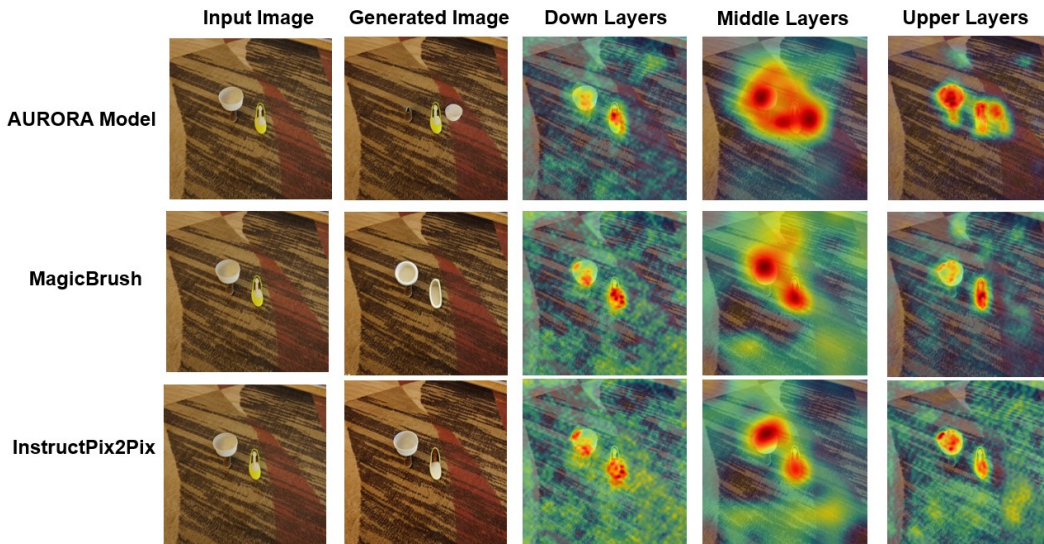 Input Image Generated Image Down Layers Middle Layers Upper Layers
AURORA Model
MagicBrush
InstructPix2Pix